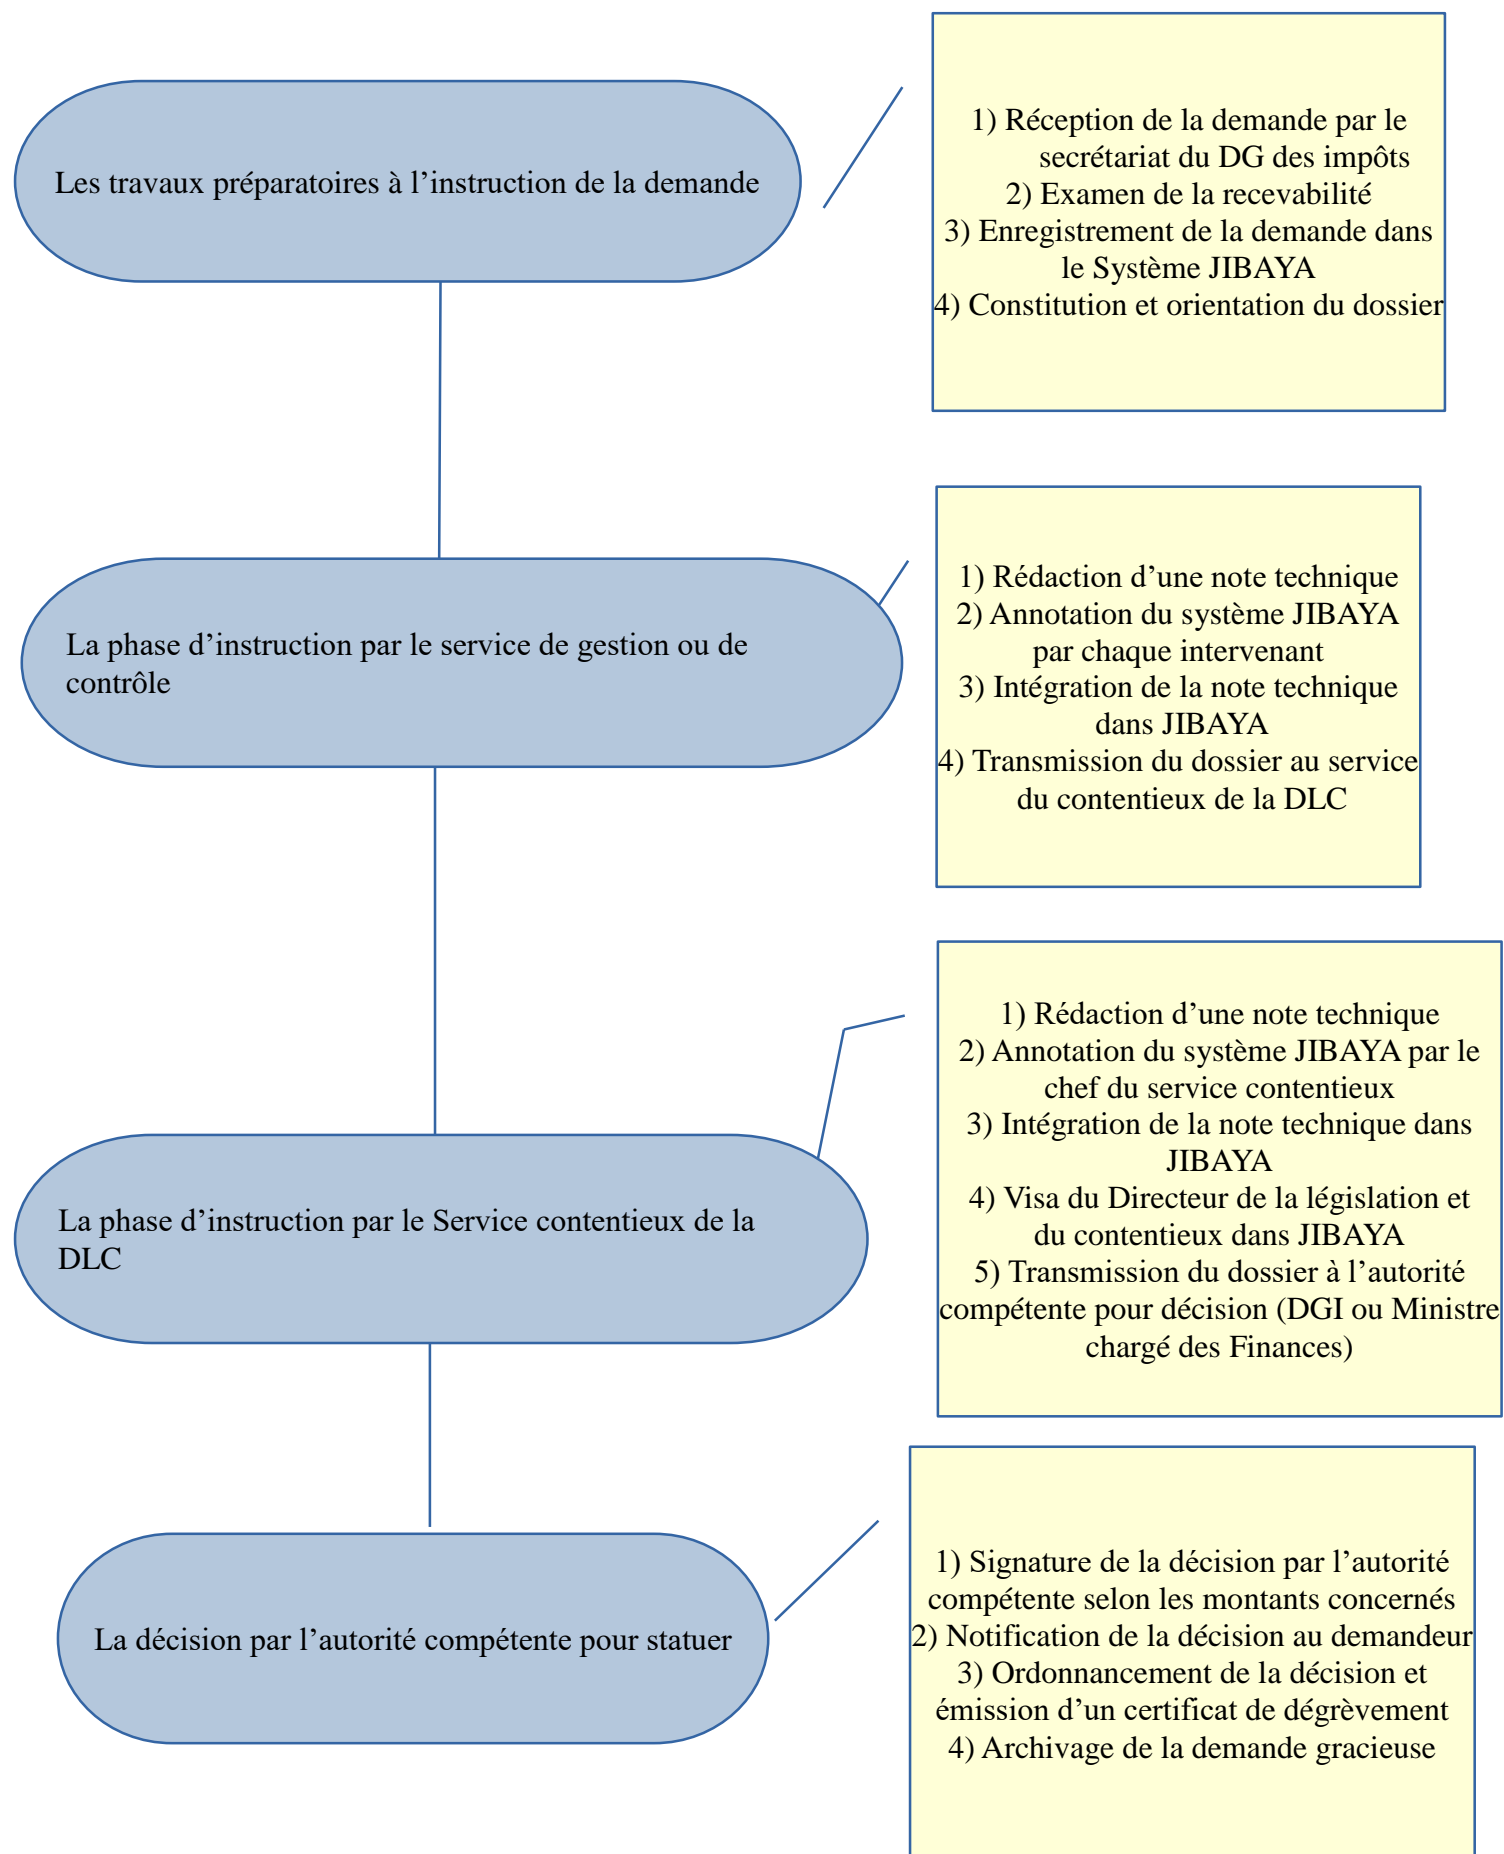 Les travaux préparatoires à l’instruction de la demande
1) Réception de la demande par le
secrétariat du DG des impôts
2) Examen de la recevabilité
3) Enregistrement de la demande dans
le Système JIBAYA
4) Constitution et orientation du dossier
La phase d’instruction par le service de gestion ou de
contrôle
1) Rédaction d’une note technique
2) Annotation du système JIBAYA
par chaque intervenant
3) Intégration de la note technique
dans JIBAYA
4) Transmission du dossier au service
du contentieux de la DLC
La phase d’instruction par le Service contentieux de la
DLC
1) Rédaction d’une note technique
2) Annotation du système JIBAYA par le
chef du service contentieux
3) Intégration de la note technique dans
JIBAYA
4) Visa du Directeur de la législation et
du contentieux dans JIBAYA
5) Transmission du dossier à l’autorité
compétente pour décision (DGI ou Ministre
chargé des Finances)
La décision par l’autorité compétente pour statuer
1) Signature de la décision par l’autorité
compétente selon les montants concernés
2) Notification de la décision au demandeur
3) Ordonnancement de la décision et
émission d’un certificat de dégrèvement
4) Archivage de la demande gracieuse